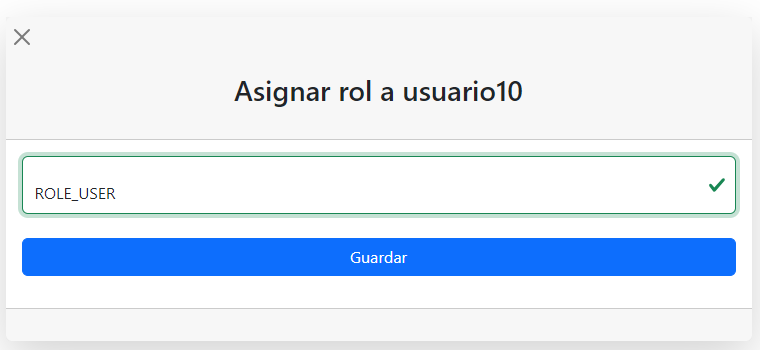 Asignar rol a usuario10
ROLE_USER
Guardar